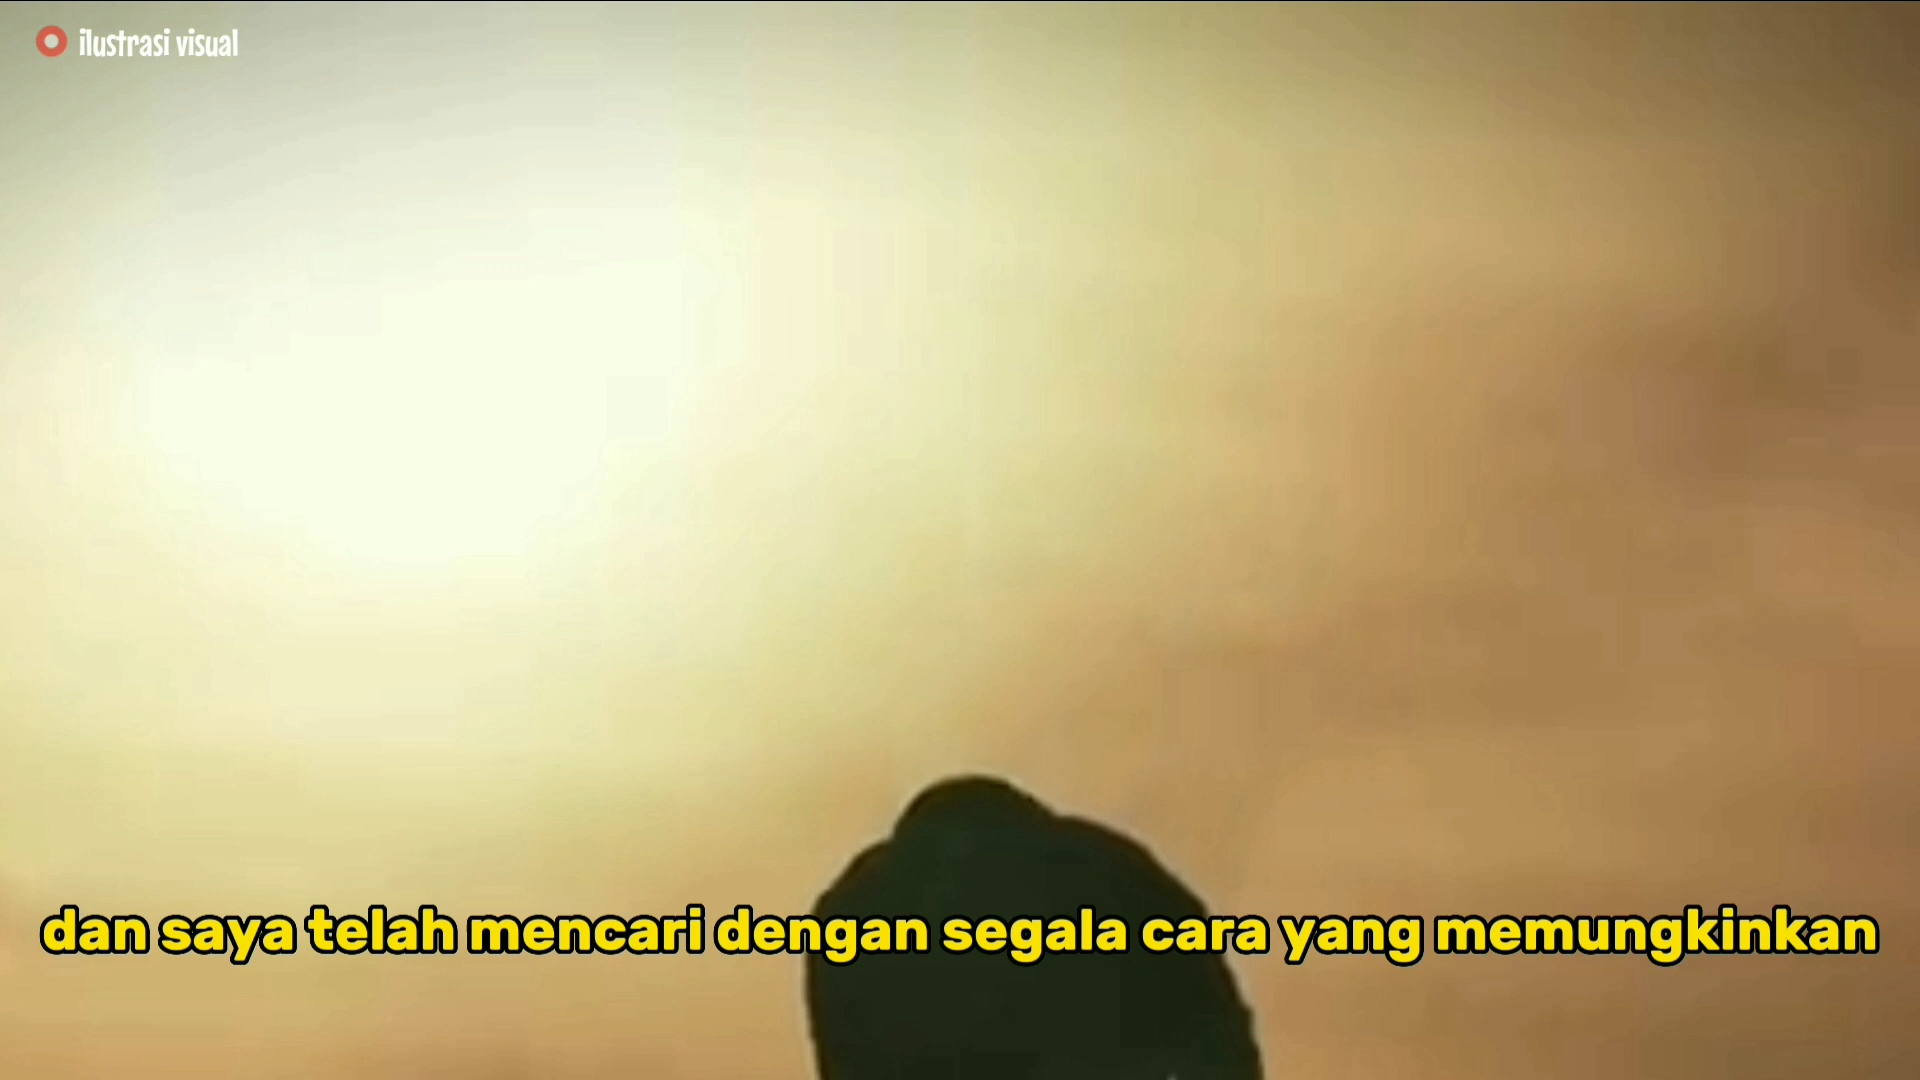 ilustrasi visual
dan saya telah mencari dengan segala cara yang memungkinkan